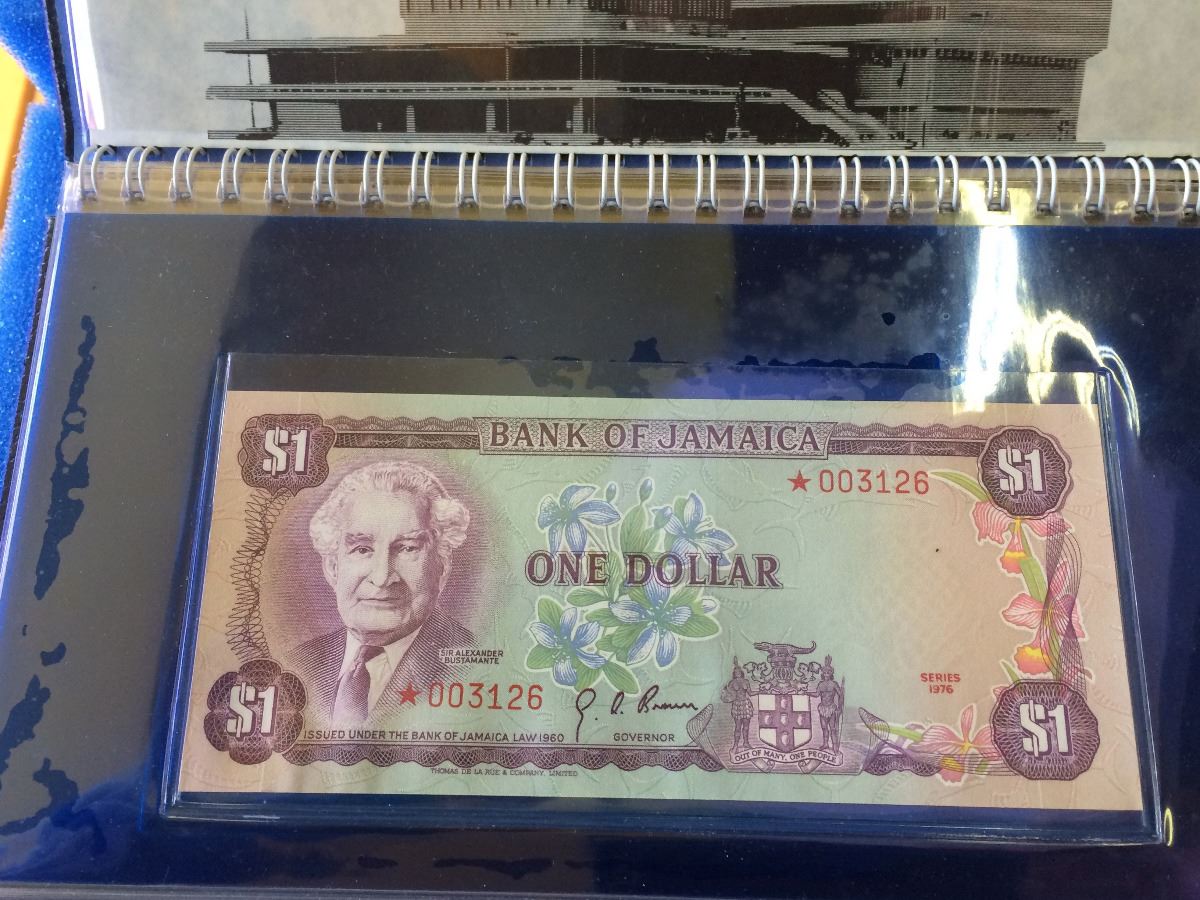 BANK OF JAMAICA
$1
$1
★003126
ONE DOLLAR
SIR ALEXANDER
BUSTAMANTE
SERIES
1976
★003126
G. A. Brown
$1
$1
ISSUED UNDER THE BANK OF JAMAICA LAW 1960
GOVERNOR
OUT OF MANY, ONE PEOPLE
THOMAS DE LA RUE & COMPANY, LIMITED